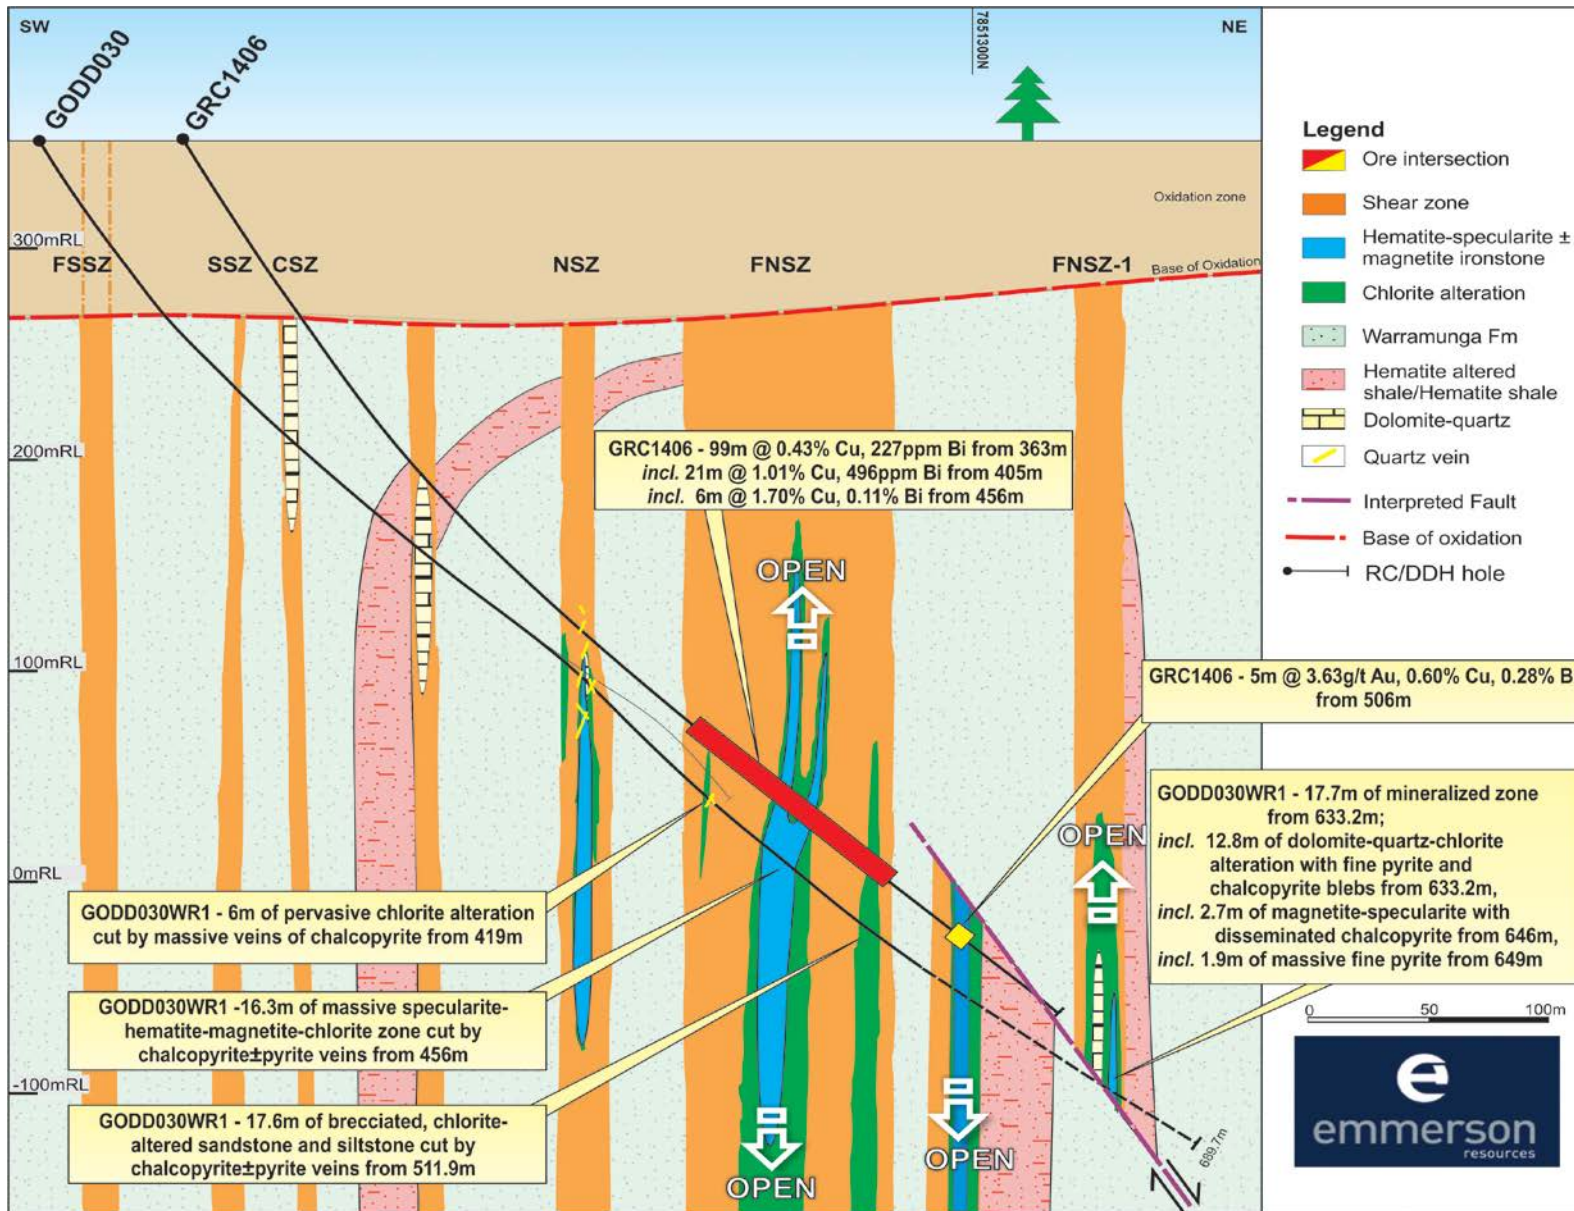 SW
NE
GODD030
GRC1406
7851300N
Oxidation zone
300mRL
FSSZ
SSZ
CSZ
NSZ
FNSZ
FNSZ-1
Base of Oxidation
200mRL
GRC1406 - 99m @ 0.43% Cu, 227ppm Bi from 363m
incl. 21m @ 1.01% Cu, 496ppm Bi from 405m
incl. 6m @ 1.70% Cu, 0.11% Bi from 456m
OPEN
100mRL
GRC1406 - 5m @ 3.63g/t Au, 0.60% Cu, 0.28% B
from 506m
GODD030WR1 - 17.7m of mineralized zone
from 633.2m;
incl. 12.8m of dolomite-quartz-chlorite
alteration with fine pyrite and
chalcopyrite blebs from 633.2m,
incl. 2.7m of magnetite-specularite with
disseminated chalcopyrite from 646m,
incl. 1.9m of massive fine pyrite from 649m
OPEN
0mRL
GODD030WR1 - 6m of pervasive chlorite alteration
cut by massive veins of chalcopyrite from 419m
GODD030WR1 -16.3m of massive specularite-
hematite-magnetite-chlorite zone cut by
chalcopyrite±pyrite veins from 456m
-100mRL
GODD030WR1 - 17.6m of brecciated, chlorite-
altered sandstone and siltstone cut by
chalcopyrite±pyrite veins from 511.9m
OPEN
OPEN
689.7m
Legend
Ore intersection
Shear zone
Hematite-specularite ±
magnetite ironstone
Chlorite alteration
Warramunga Fm
Hematite altered
shale/Hematite shale
Dolomite-quartz
Quartz vein
Interpreted Fault
Base of oxidation
RC/DDH hole
0 50 100m
emmerson
resources